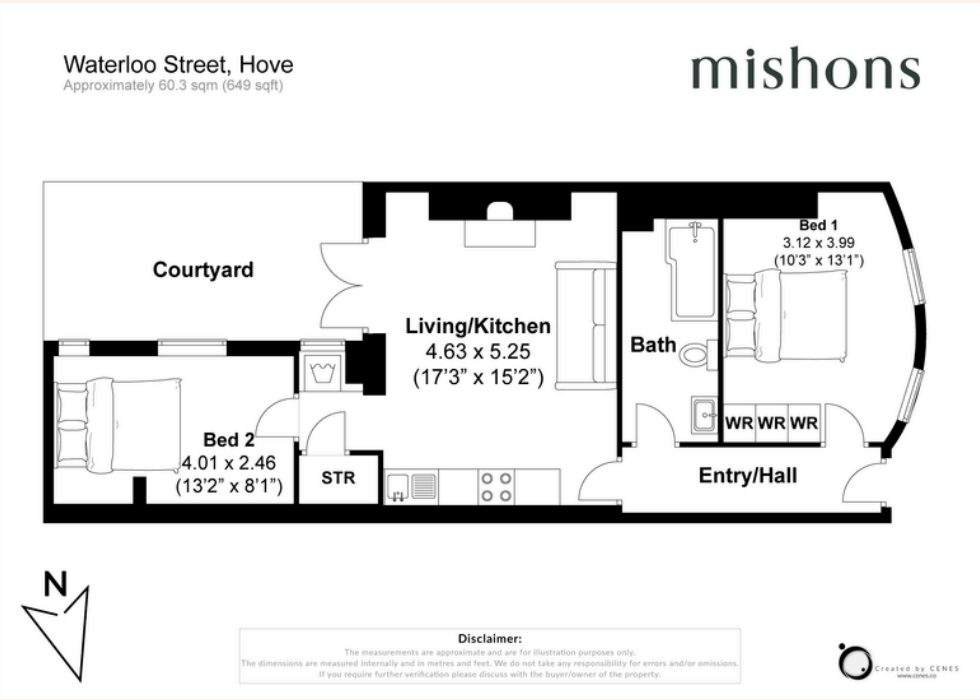 Waterloo Street, Hove
Approximately 60.3 sqm (649 sqft)
mishons
Courtyard
Living/Kitchen
4.63 x 5.25
(17'3” x 15'2”)
Bed 1
3.12 x 3.99
(10'3” x 13'1”)
Bath
WR WR WR
Bed 2
4.01 x 2.46
(13'2” x 8'1”)
STR
Entry/Hall
N
Disclaimer:
The measurements are approximate and are for illustration purposes only.
The dimensions are measured internally and in metres and feet. We do not take any responsibility for errors and/or omissions.
If you require further verification please discuss with the buyer/owner of the property.
Created by CENES
www.cenes.co